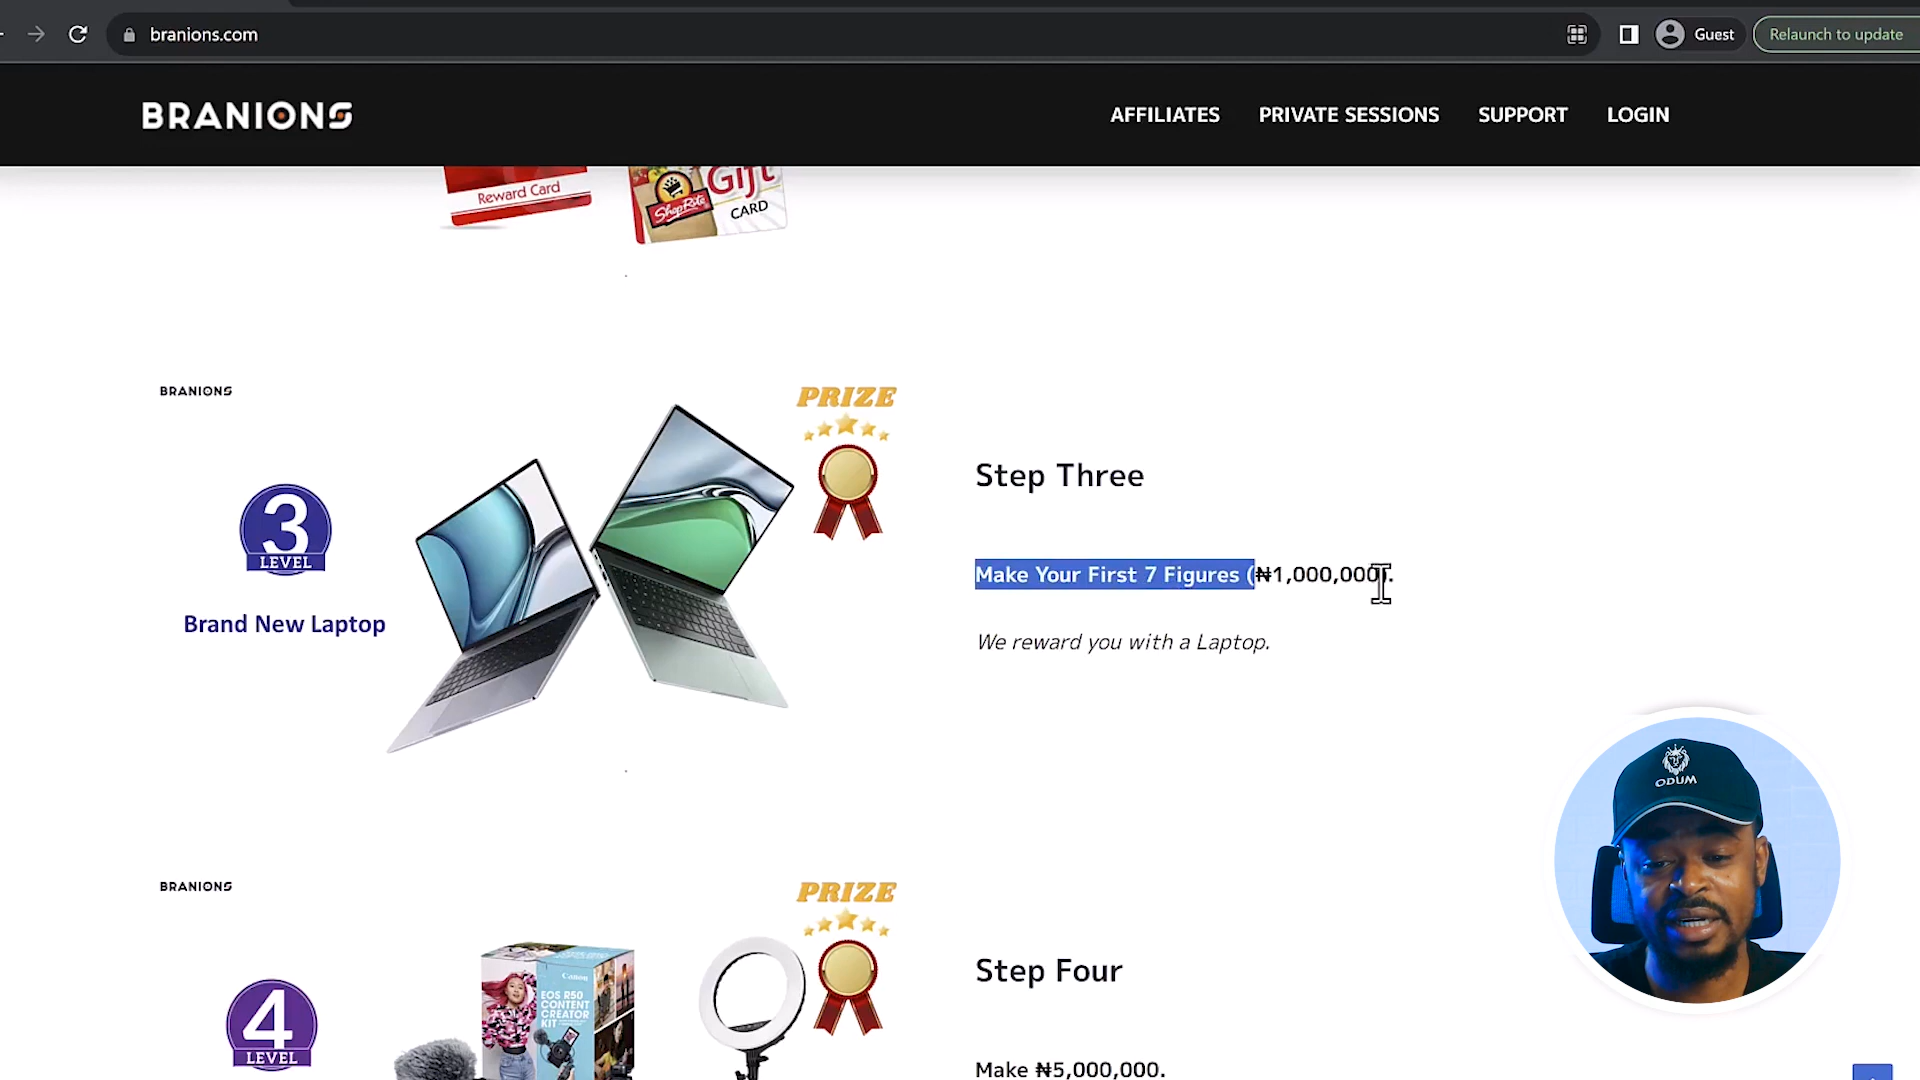 branions.com
Guest
Relaunch to update
BRANIONS
AFFILIATES
PRIVATE SESSIONS
SUPPORT
LOGIN
Reward Card
ShopRite
Gift
CARD
BRANIONS
PRIZE
3
LEVEL
Brand New Laptop
Step Three
Make Your First 7 Figures (₦1,000,000).
We reward you with a Laptop.
ODUM
BRANIONS
PRIZE
4
LEVEL
Canon
EOS R50
CONTENT
CREATOR
KIT
Step Four
Make ₦5,000,000.